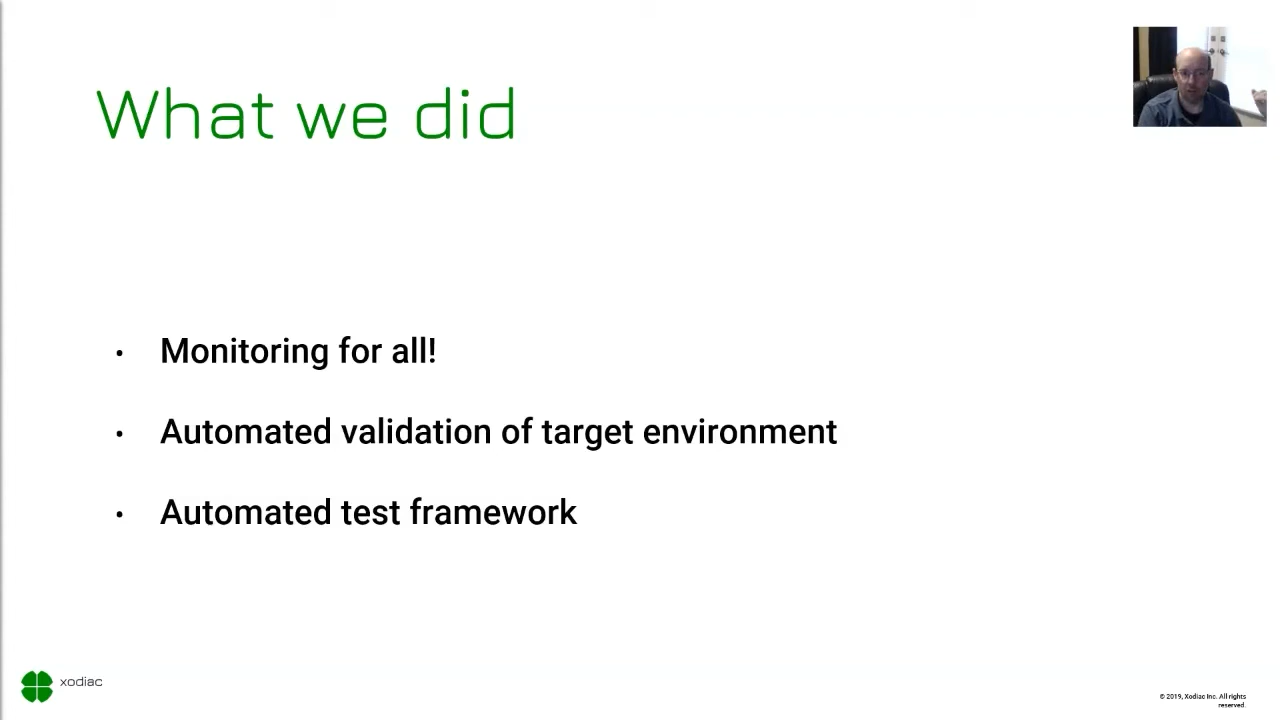 What we did
• Monitoring for all!
• Automated validation of target environment
• Automated test framework
xodiac
© 2019, Xodiac Inc. All rights
reserved.